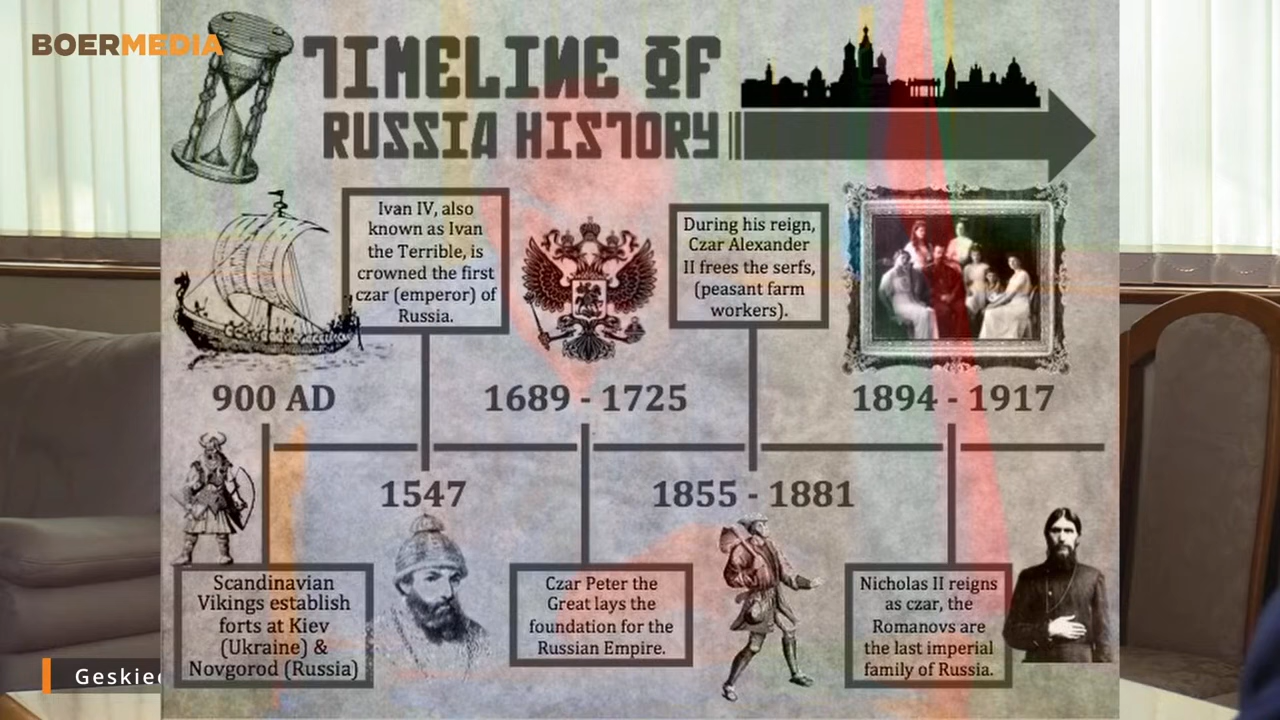 BOERMEDIA
TIMELINE OF
RUSSIA HISTORY
Ivan IV, also
known as Ivan
the Terrible, is
crowned the first
czar (emperor) of
Russia.
During his reign,
Czar Alexander
II frees the serfs,
(peasant farm
workers).
900 AD
1689 - 1725
1894 - 1917
1547
1855 - 1881
Scandinavian
Vikings establish
forts at Kiev
(Ukraine) &
Novgorod (Russia)
Czar Peter the
Great lays the
foundation for the
Russian Empire.
Nicholas II reigns
as czar, the
Romanovs are
the last imperial
family of Russia.